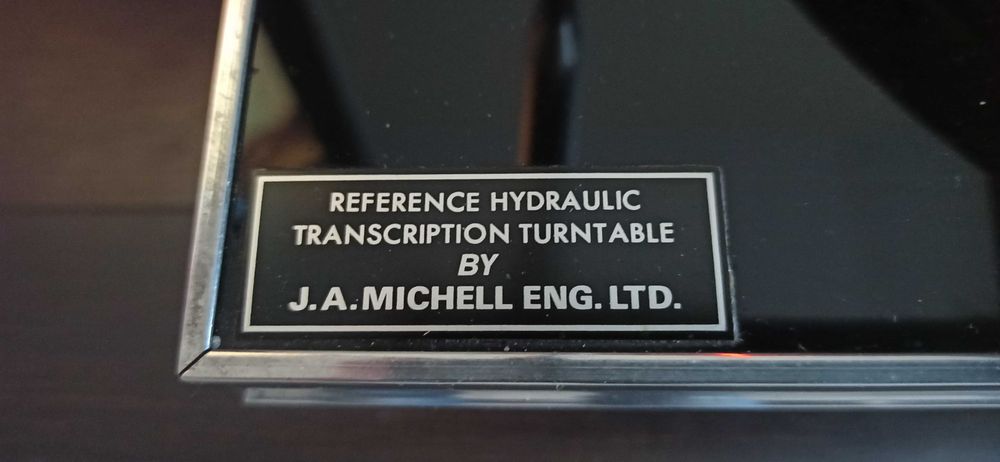 REFERENCE HYDRAULIC
TRANSCRIPTION TURNTABLE
BY
J.A.MICHELL ENG. LTD.